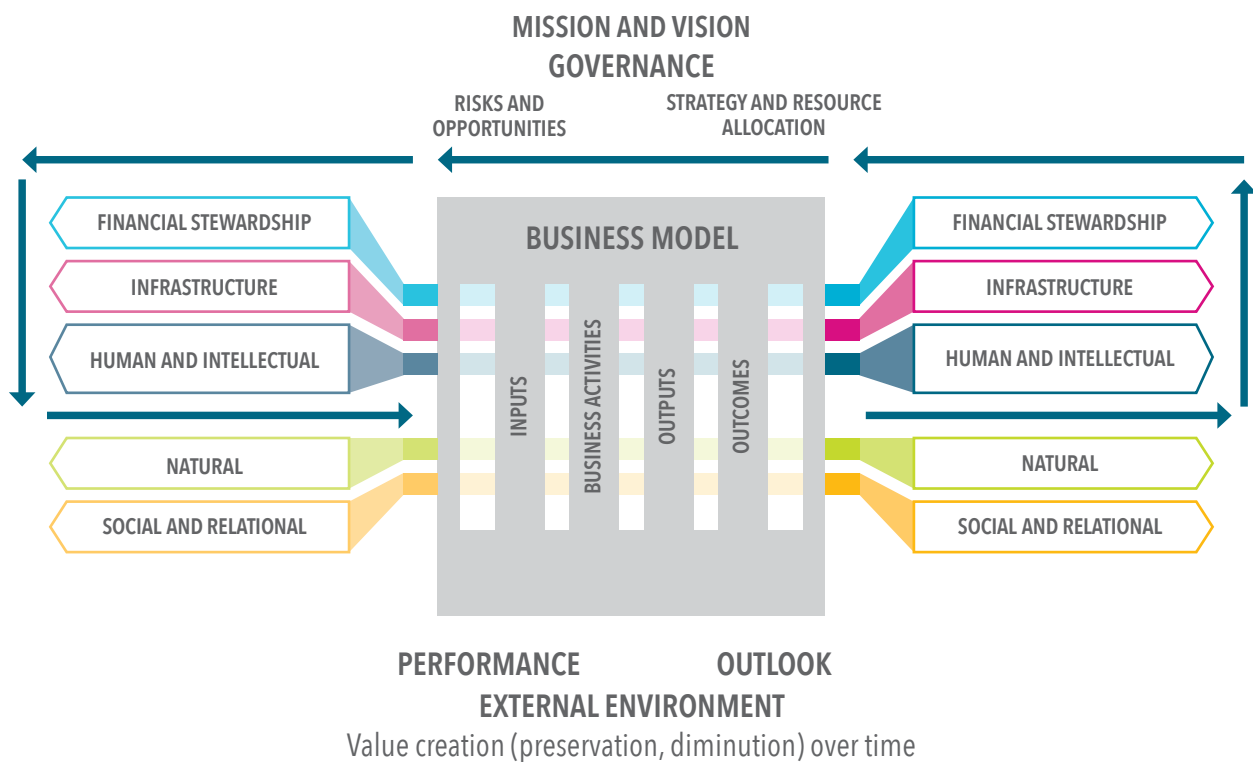 MISSION AND VISION
GOVERNANCE
RISKS AND
OPPORTUNITIES
STRATEGY AND RESOURCE
ALLOCATION
FINANCIAL STEWARDSHIP
INFRASTRUCTURE
HUMAN AND INTELLECTUAL
NATURAL
SOCIAL AND RELATIONAL
BUSINESS MODEL
INPUTS
BUSINESS ACTIVITIES
OUTPUTS
OUTCOMES
FINANCIAL STEWARDSHIP
INFRASTRUCTURE
HUMAN AND INTELLECTUAL
NATURAL
SOCIAL AND RELATIONAL
PERFORMANCE
OUTLOOK
EXTERNAL ENVIRONMENT
Value creation (preservation, diminution) over time